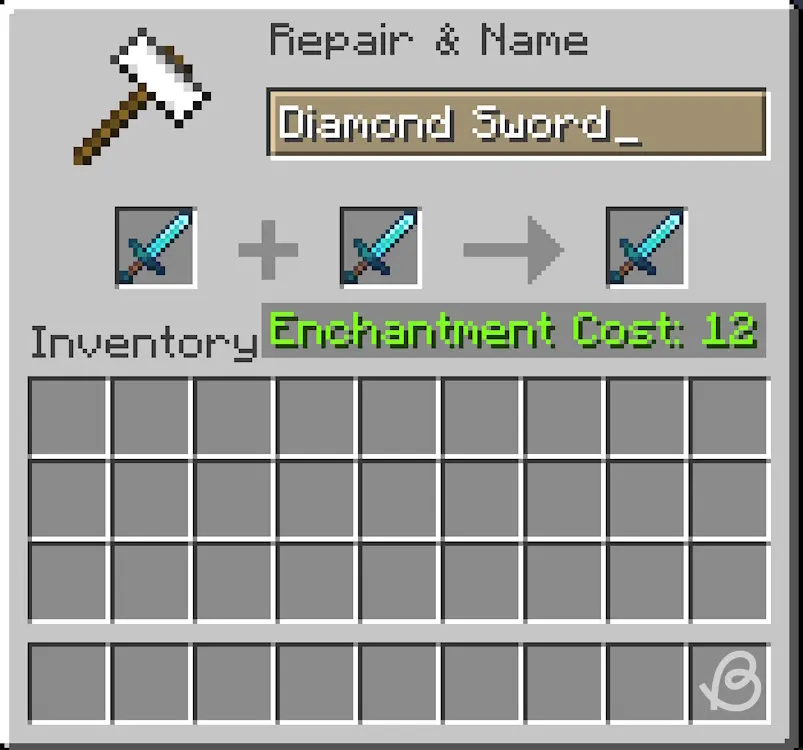 Repair & Name
Diamond Sword_
Inventory
Enchantment Cost: 12